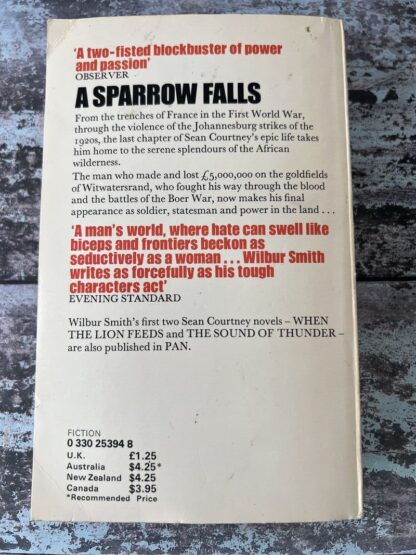 'A two-fisted blockbuster of power
and passion'
OBSERVER
A SPARROW FALLS
From the trenches of France in the First World War,
through the violence of the Johannesburg strikes of the
1920s, the last chapter of Sean Courtney's epic life takes
him home to the serene splendours of the African
wilderness.
The man who made and lost £5,000,000 on the goldfields
of Witwatersrand, who fought his way through the blood
and the battles of the Boer War, now makes his final
appearance as soldier, statesman and power in the land . . .
'A man's world, where hate can swell like
biceps and frontiers beckon as
seductively as a woman . . . Wilbur Smith
writes as forcefully as his tough
characters act'
EVENING STANDARD
Wilbur Smith's first two Sean Courtney novels – WHEN
THE LION FEEDS and THE SOUND OF THUNDER –
are also published in PAN.
FICTION
0 330 25394 8
U.K. £1.25
Australia $4.25*
New Zealand $4.25
Canada $3.95
*Recommended Price